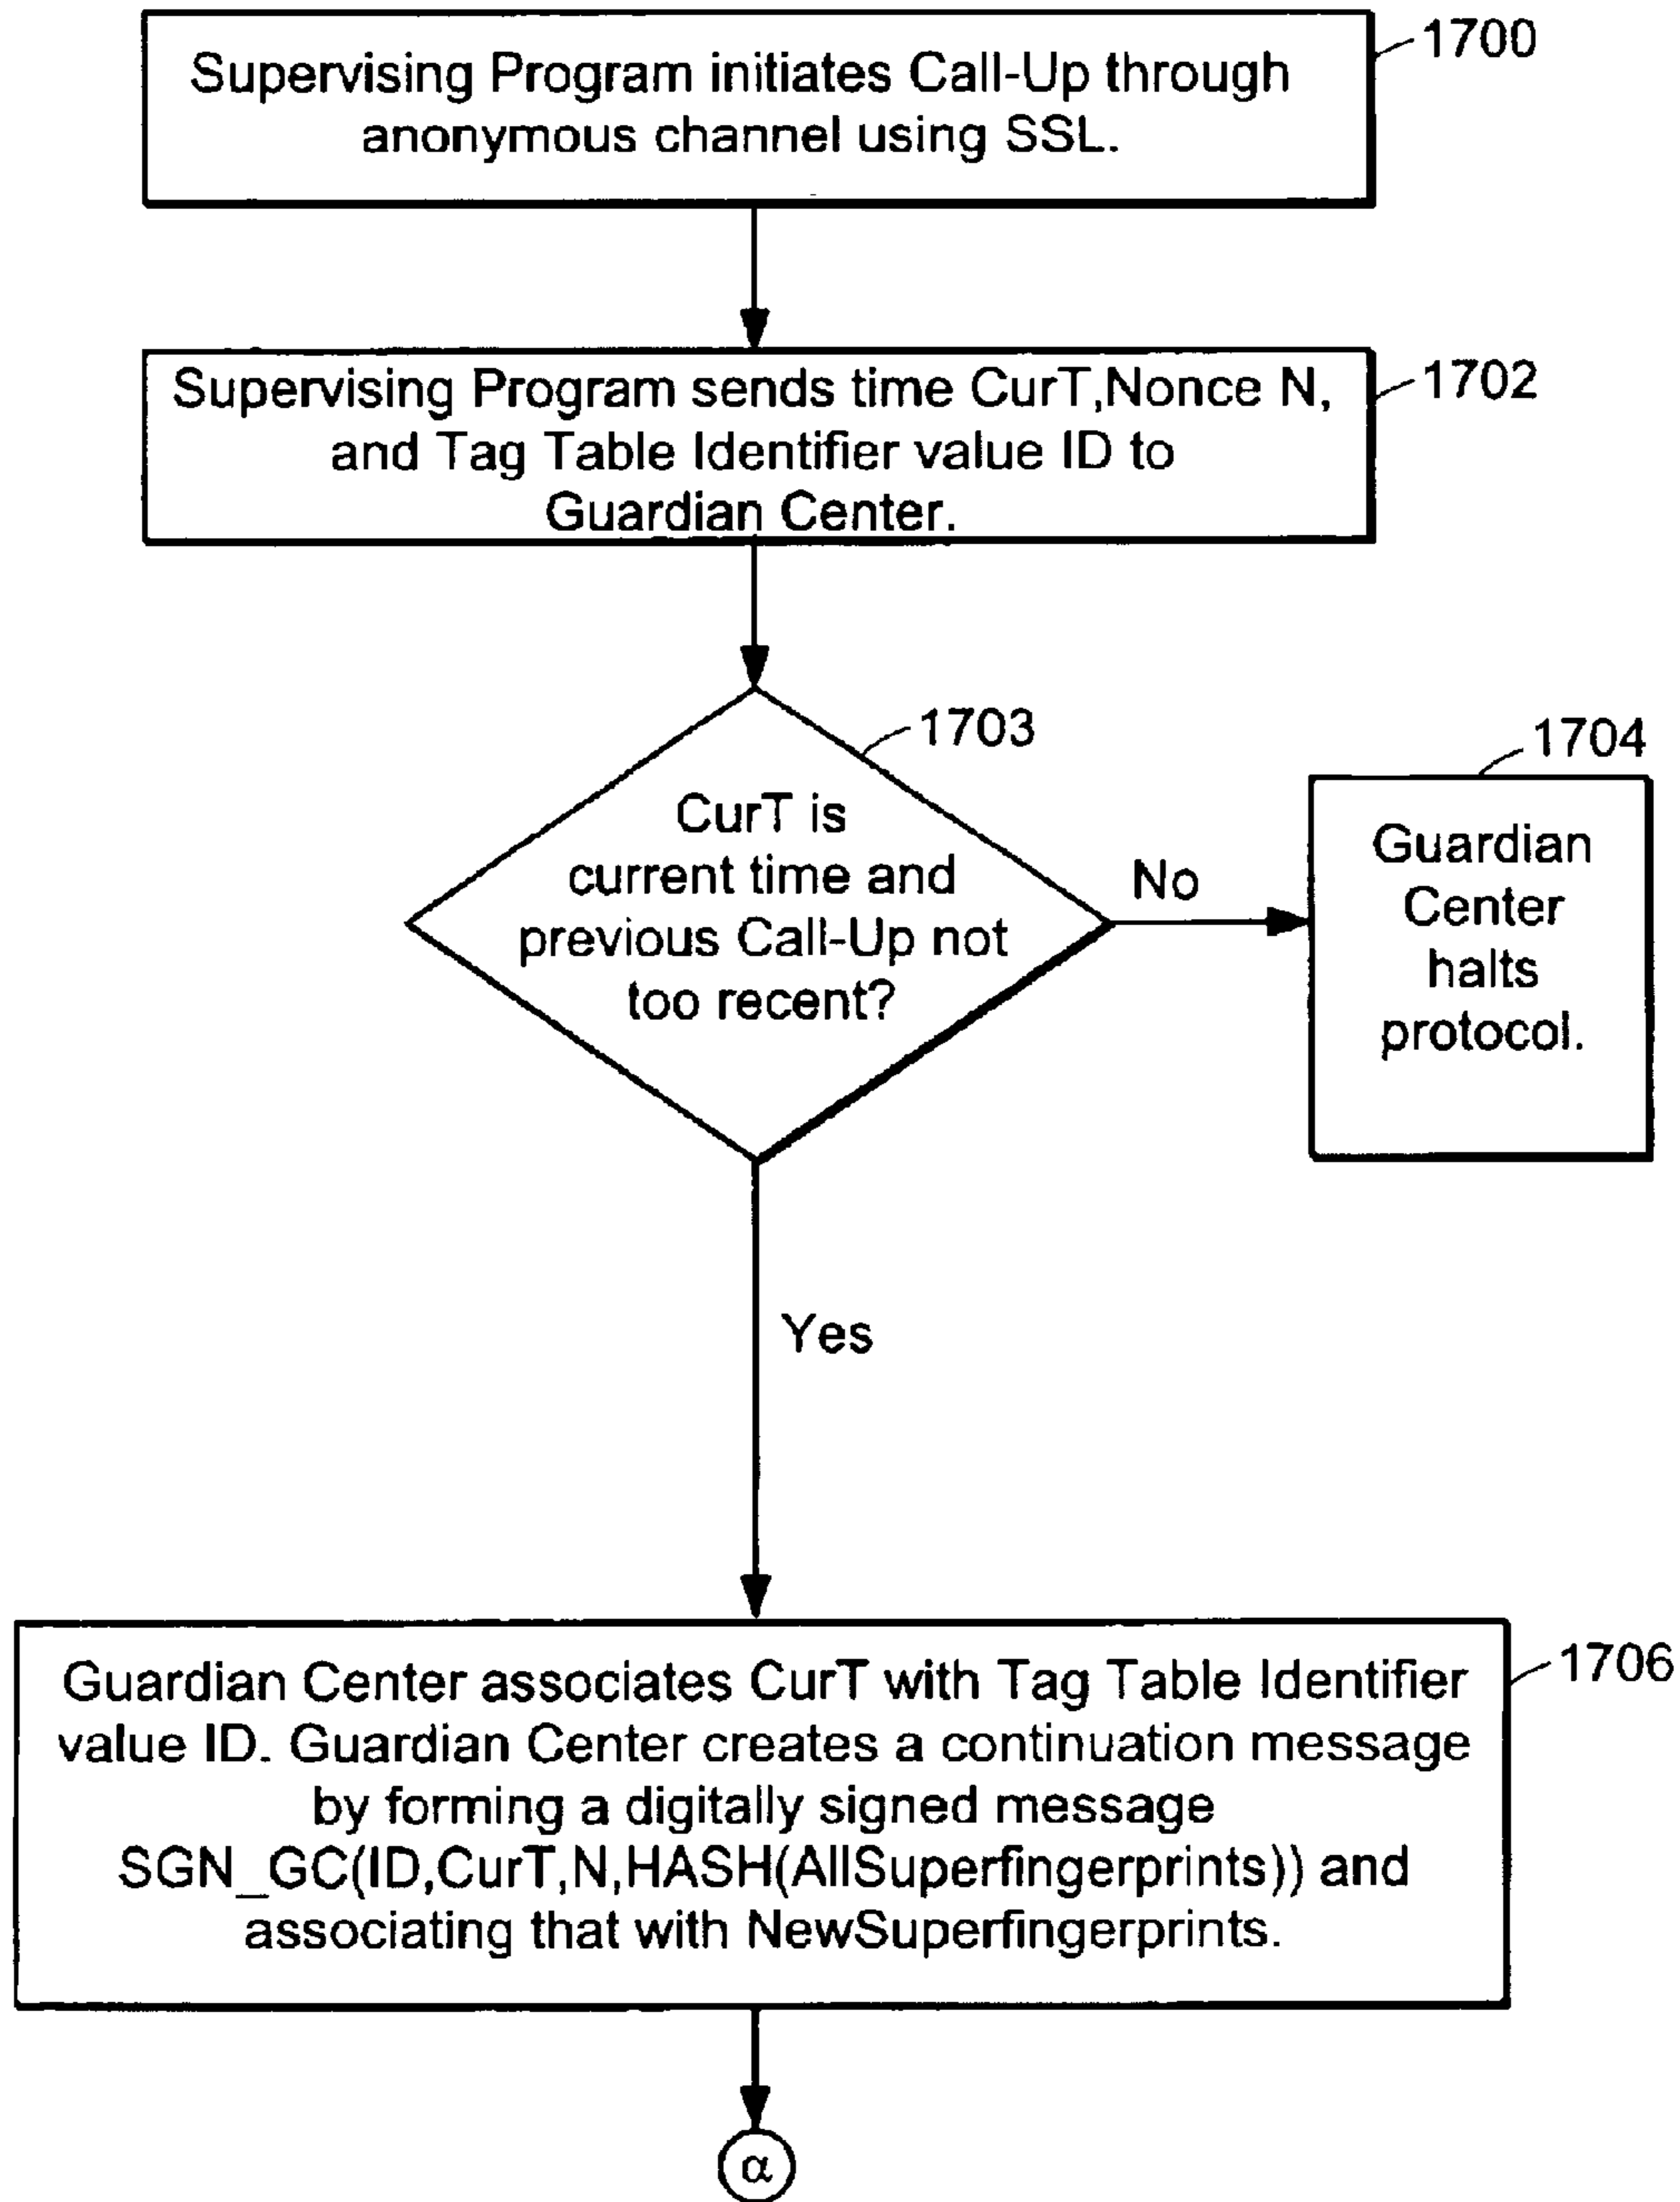 1700
Supervising Program initiates Call-Up through
anonymous channel using SSL.
1702
Supervising Program sends time CurT,Nonce N,
and Tag Table Identifier value ID to
Guardian Center.
1703
CurT is
current time and
previous Call-Up not
too recent?
No
1704
Guardian
Center
halts
protocol.
Yes
1706
Guardian Center associates CurT with Tag Table Identifier
value ID. Guardian Center creates a continuation message
by forming a digitally signed message
SGN_GC(ID,CurT,N,HASH(AllSuperfingerprints)) and
associating that with NewSuperfingerprints.
α